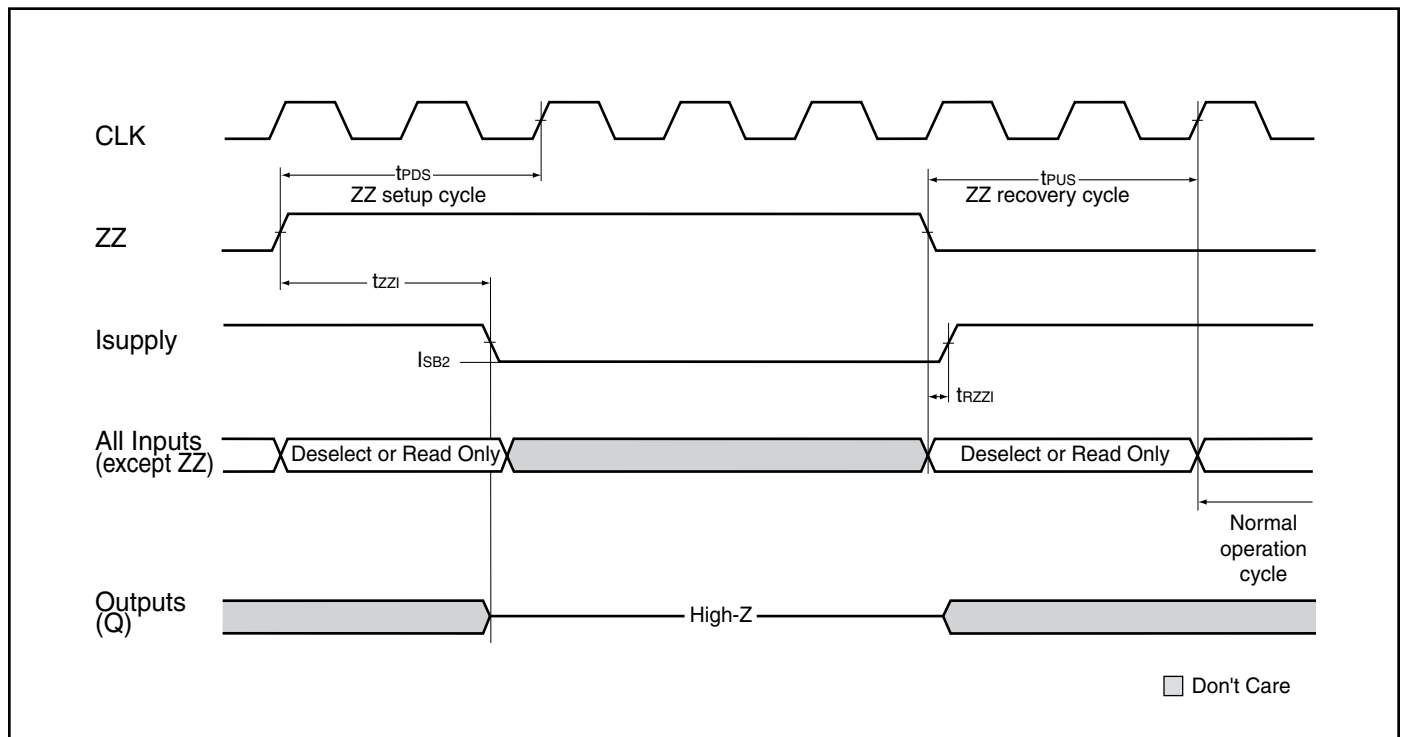 CLK
tPDS
ZZ setup cycle
tPUS
ZZ recovery cycle
ZZ
tZZI
Isupply
ISB2
tRZZI
All Inputs
(except ZZ)
Deselect or Read Only
Deselect or Read Only
Normal
operation
cycle
Outputs
(Q)
High-Z
Don't Care